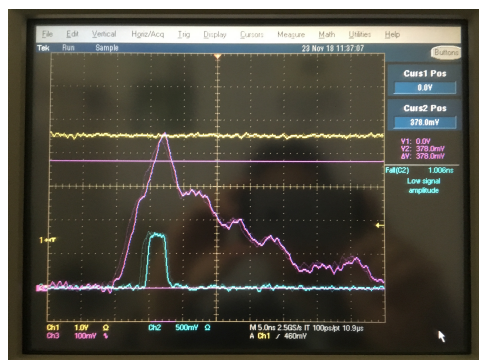 File Edit Vertical Horiz/Acq Trig Display Cursors Measure Math Utilities Help
Tek Run Sample 23 Nov 18 11:37:07 Buttons
Curs1 Pos
0.0V
Curs2 Pos
378.0mV
V1: 0.0V
V2: 378.0mV
ΔV: 378.0mV
Fall(C2) 1.006ns
Low signal
amplitude
1
Ch1 1.0V Ω Ch2 500mV Ω M 5.0ns 2.5GS/s IT 100ps/pt 10.9µs
Ch3 100mV A Ch1 / 460mV